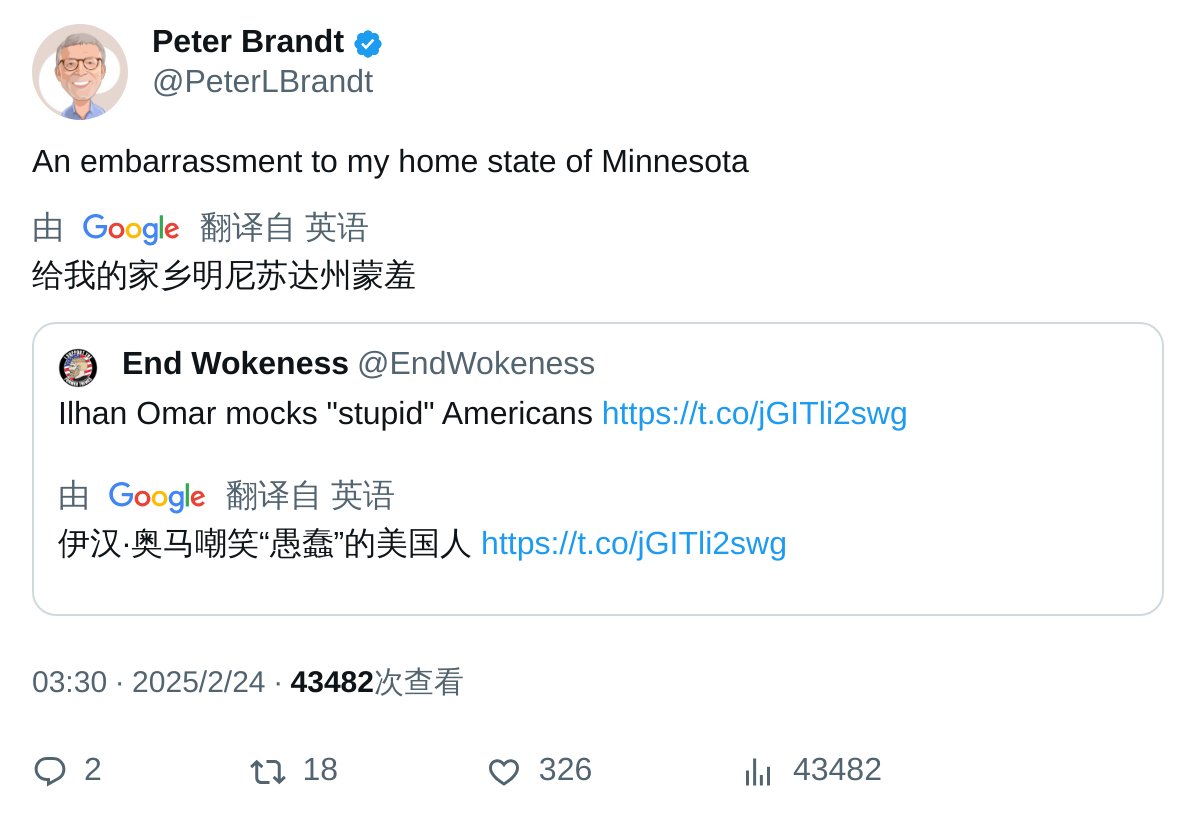 Peter Brandt
@PeterLBrandt
An embarrassment to my home state of Minnesota
由 Google 翻译自 英语
给我的家乡明尼苏达州蒙羞
End Wokeness @EndWokeness
Ilhan Omar mocks "stupid" Americans https://t.co/jGITli2swg
由 Google 翻译自 英语
伊汉·奥马嘲笑“愚蠢”的美国人 https://t.co/jGITli2swg
03:30 · 2025/2/24 · 43482次查看
2 18 326 43482